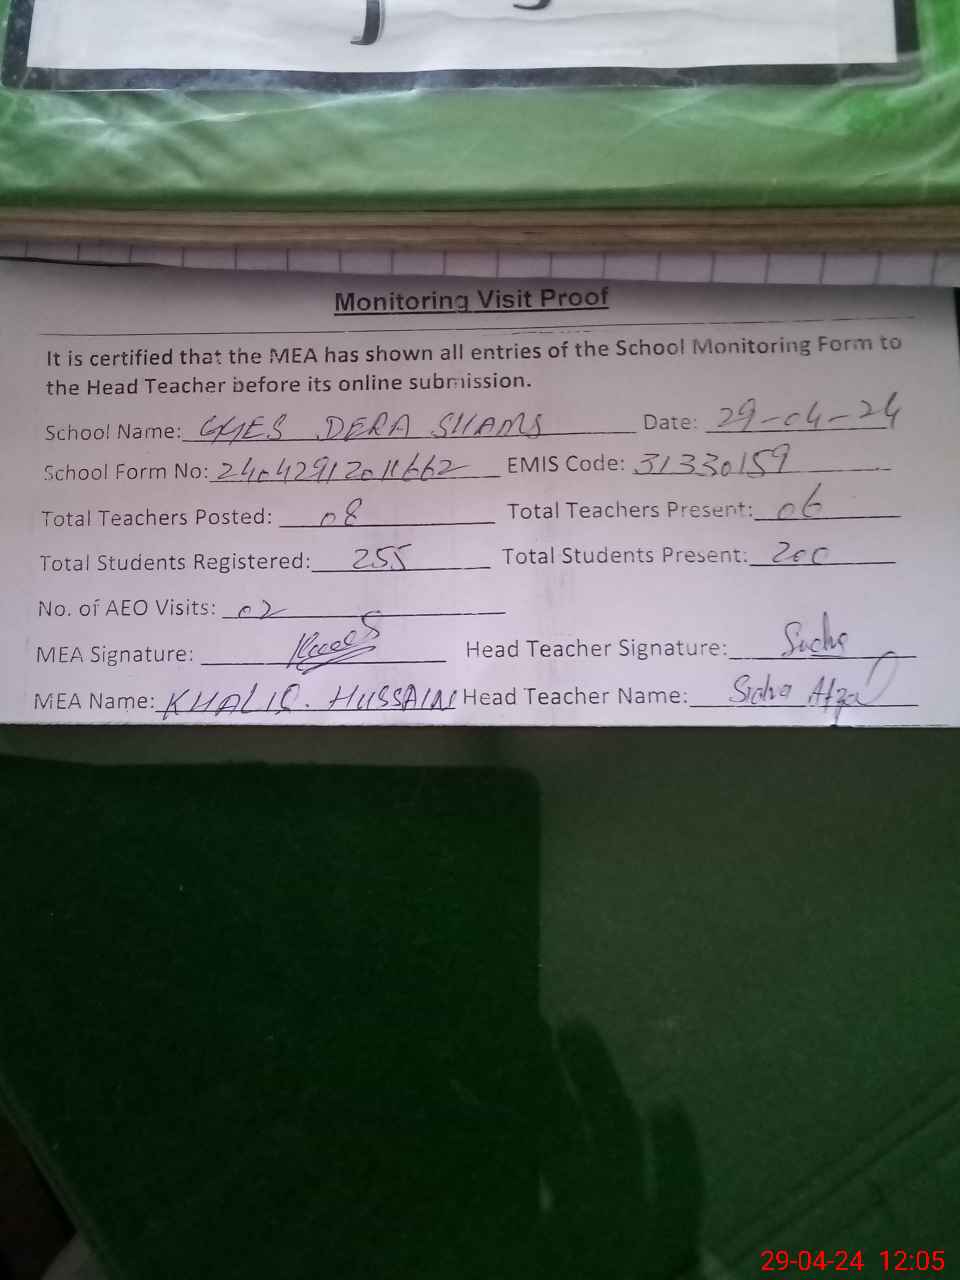 Monitoring Visit Proof
It is certified that the MEA has shown all entries of the School Monitoring Form to
the Head Teacher before its online submission.
School Name: GGES DERA SHAMS Date: 29-04-24
School Form No: 24042912011662 EMIS Code: 31330159
Total Teachers Posted: 08 Total Teachers Present: 06
Total Students Registered: 255 Total Students Present: 200
No. of AEO Visits: 02
MEA Signature: Head Teacher Signature:
MEA Name: KHALIQ. HUSSAIN Head Teacher Name: Afzal
29-04-24 12:05